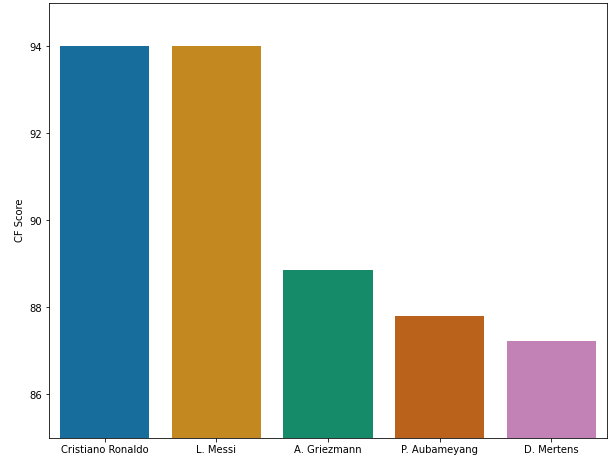 94
92
90
88
86
CF Score
Cristiano Ronaldo
L. Messi
A. Griezmann
P. Aubameyang
D. Mertens